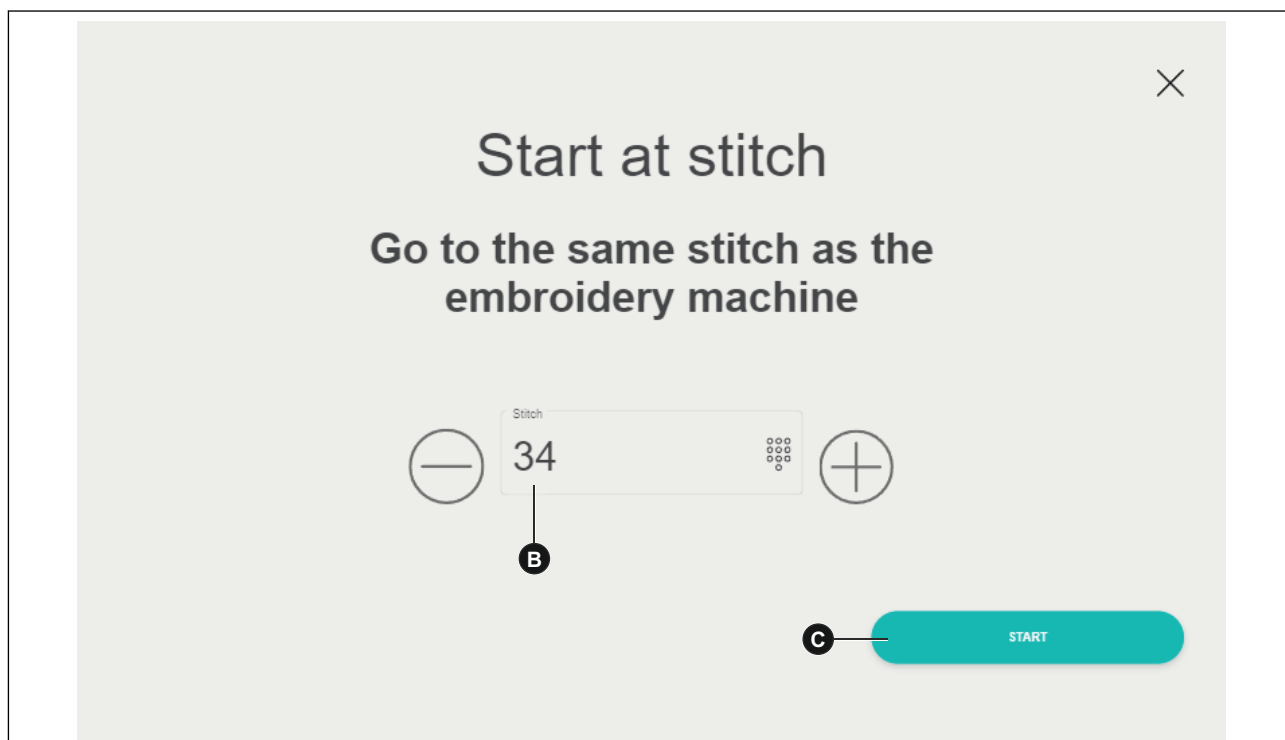 Start at stitch
Go to the same stitch as the
embroidery machine
Stitch
34
B
C
START